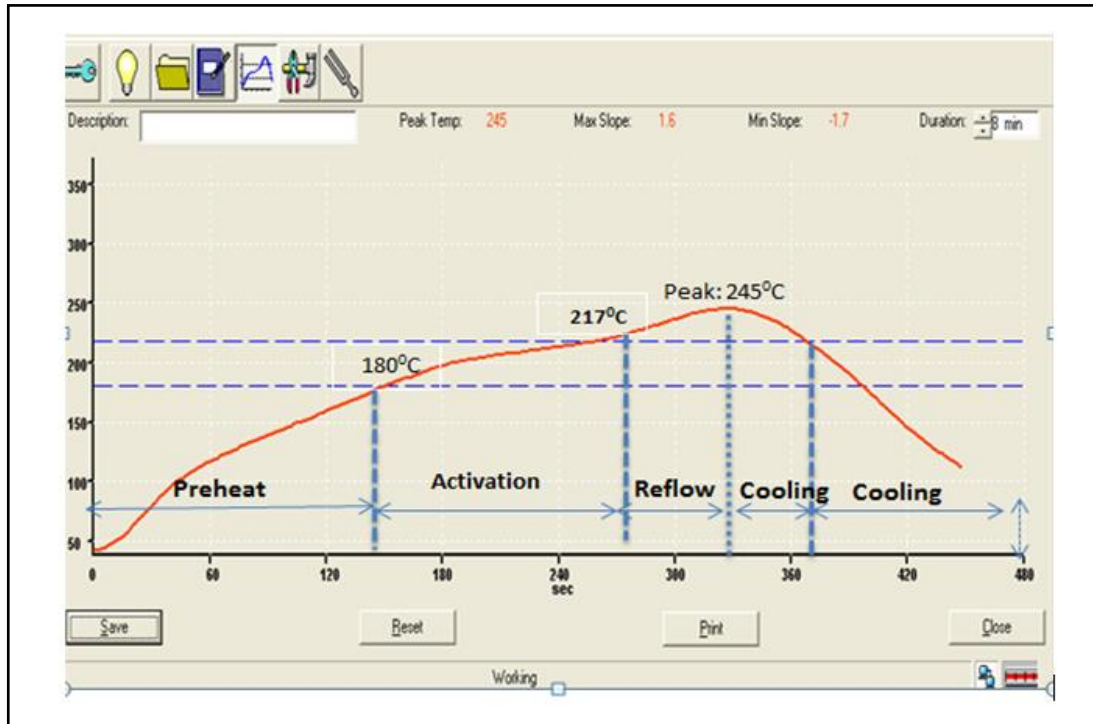 Description: Peak Temp: 245 Max Slope: 1.6 Min Slope: -1.7 Duration: 8 min
350
300
250
200
150
100
50
Peak: 245⁰C
217⁰C
180⁰C
Preheat Activation Reflow Cooling Cooling
0 60 120 180 240 300 360 420 480
sec
Save Reset Print Close
Working